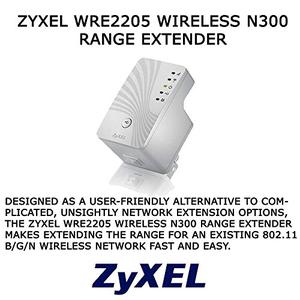 ZYXEL WRE2205 WIRELESS N300
RANGE EXTENDER
ZyXEL
DESIGNED AS A USER-FRIENDLY ALTERNATIVE TO COM-
PLICATED, UNSIGHTLY NETWORK EXTENSION OPTIONS,
THE ZYXEL WRE2205 WIRELESS N300 RANGE EXTENDER
MAKES EXTENDING THE RANGE FOR AN EXISTING 802.11
B/G/N WIRELESS NETWORK FAST AND EASY.
ZyXEL